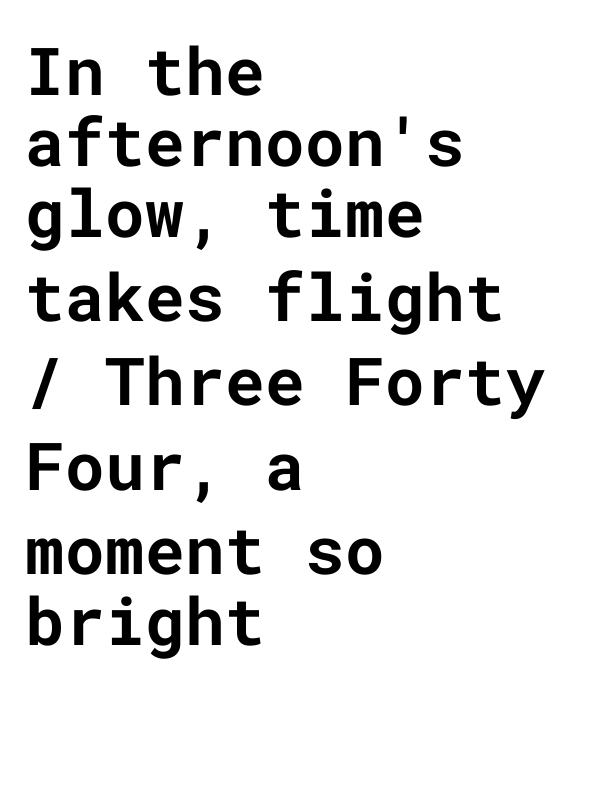 In the
afternoon's
glow, time
takes flight
/ Three Forty
Four, a
moment so
bright